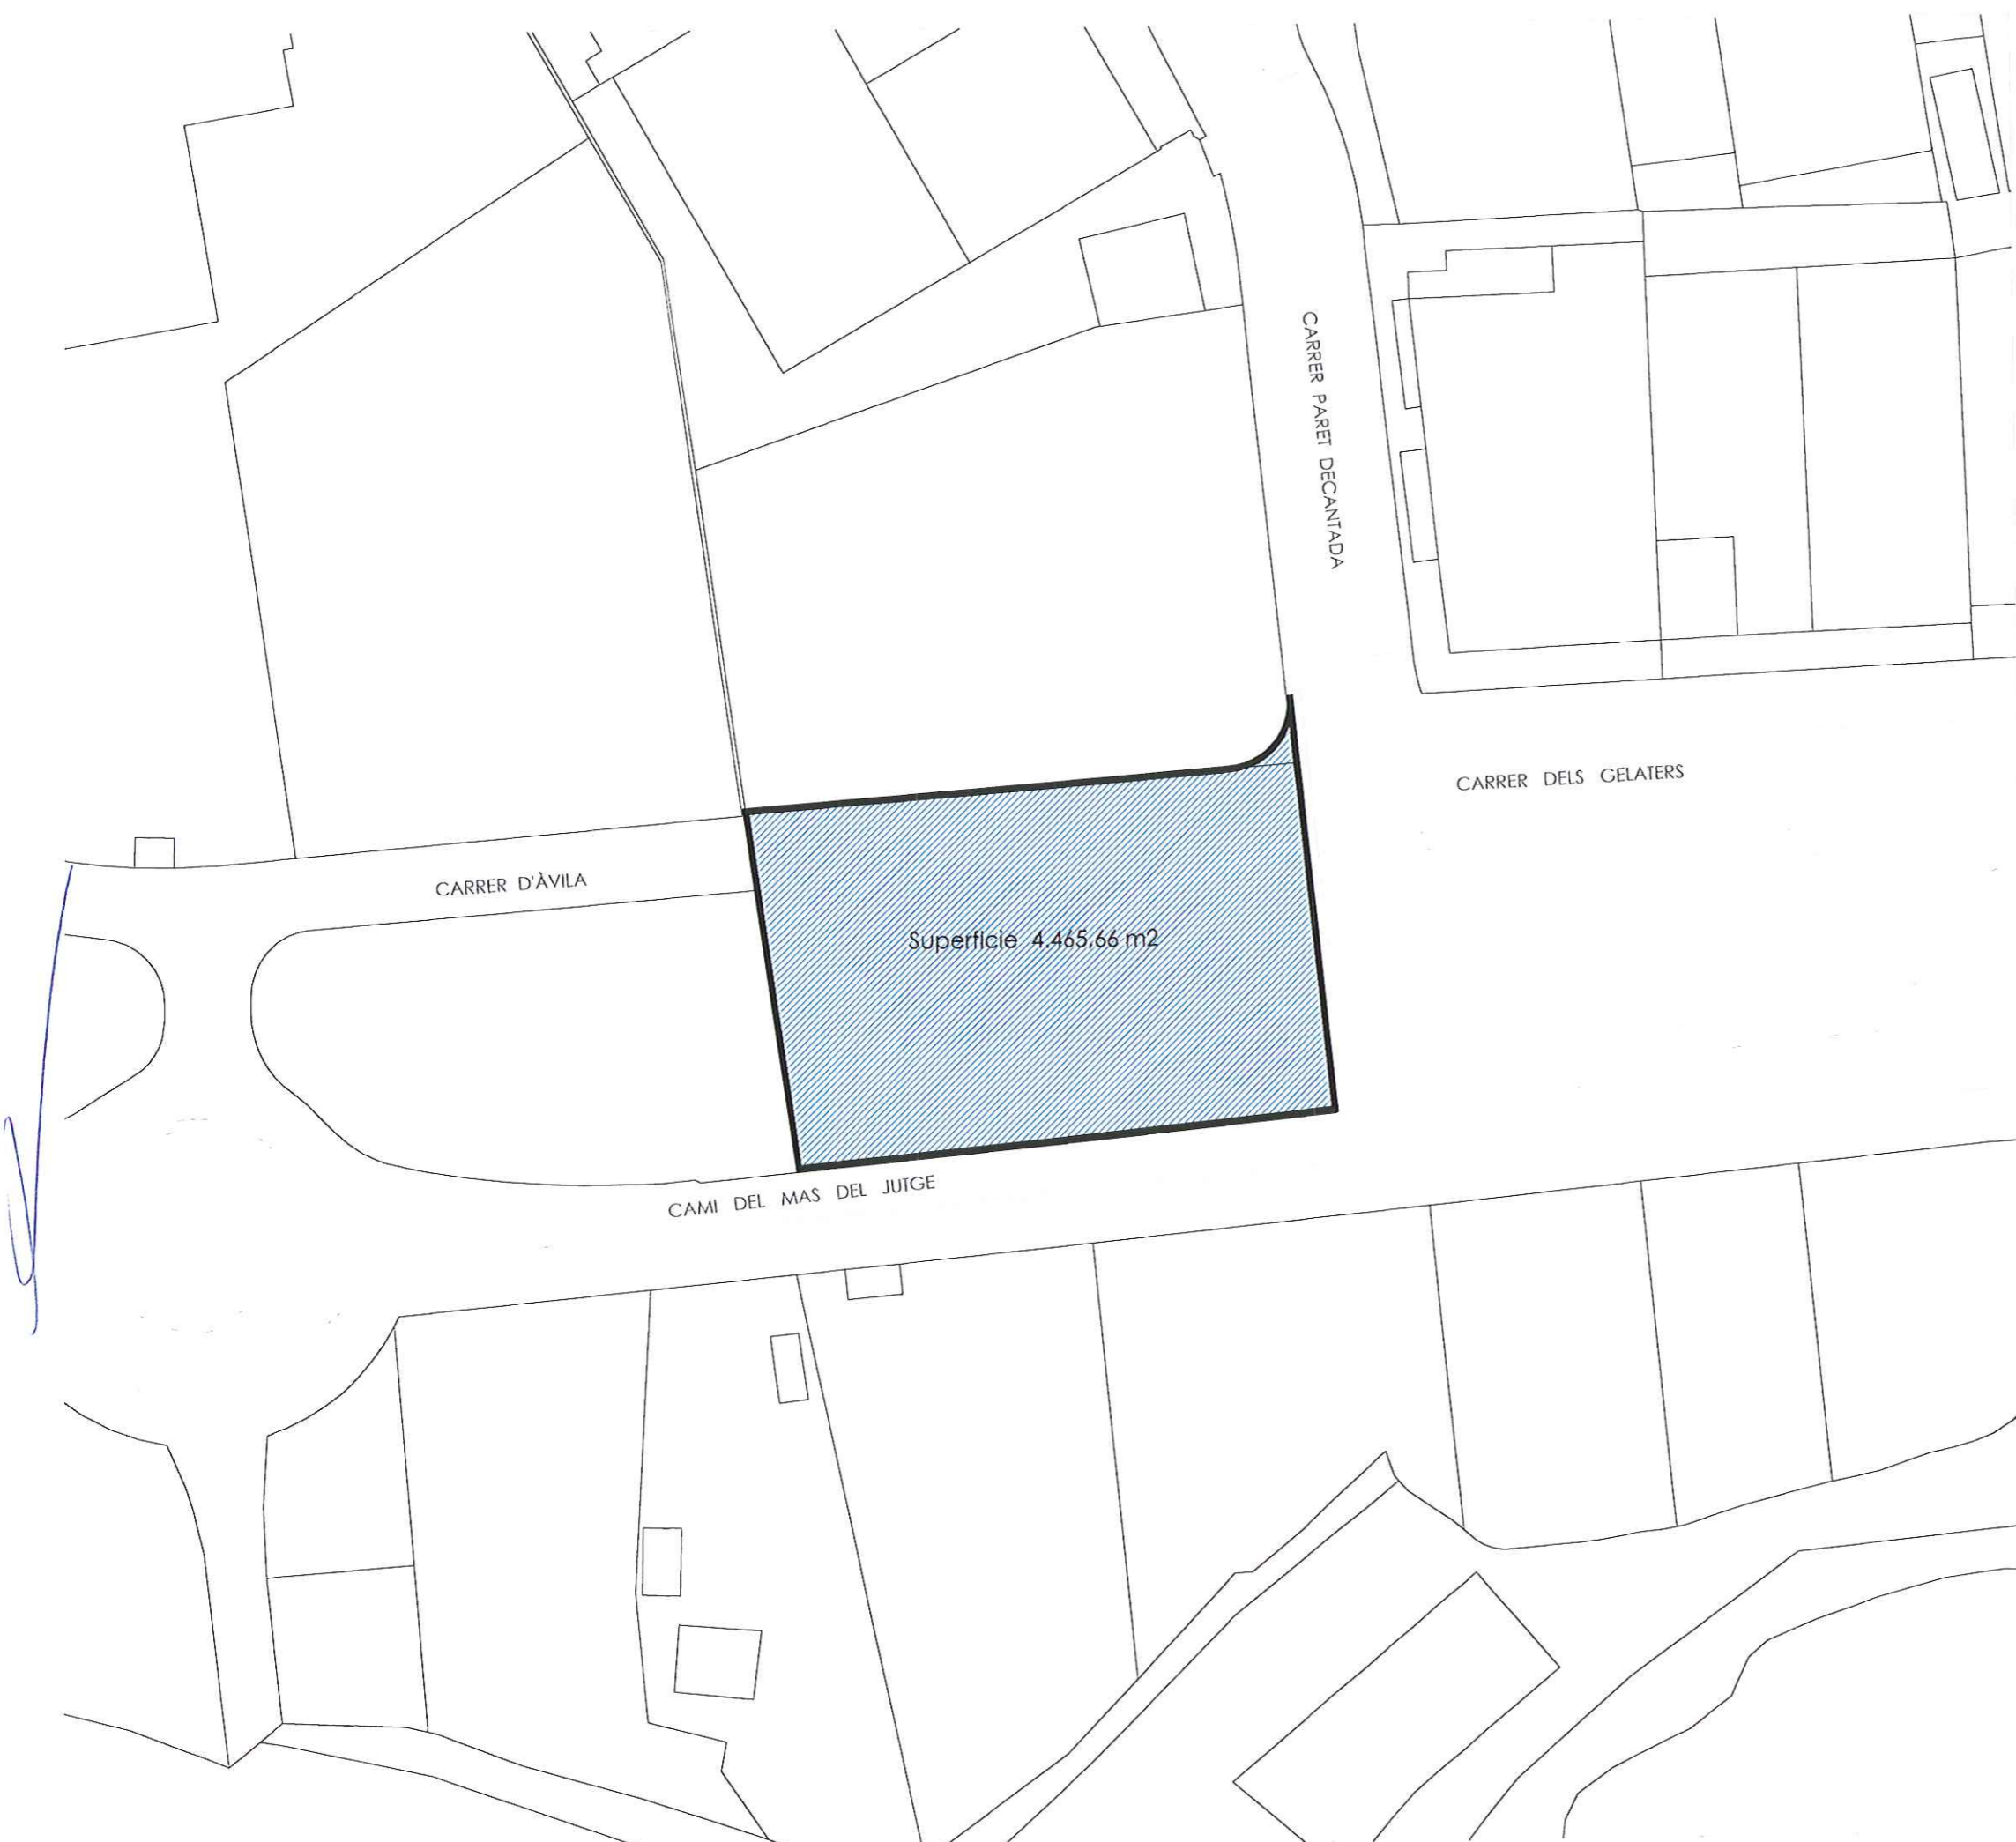 CARRER PARET DECANTADA
CARRER DELS GELATERS
CARRER D'ÀVILA
Superficie 4.465,66 m2
CAMI DEL MAS DEL JUTGE